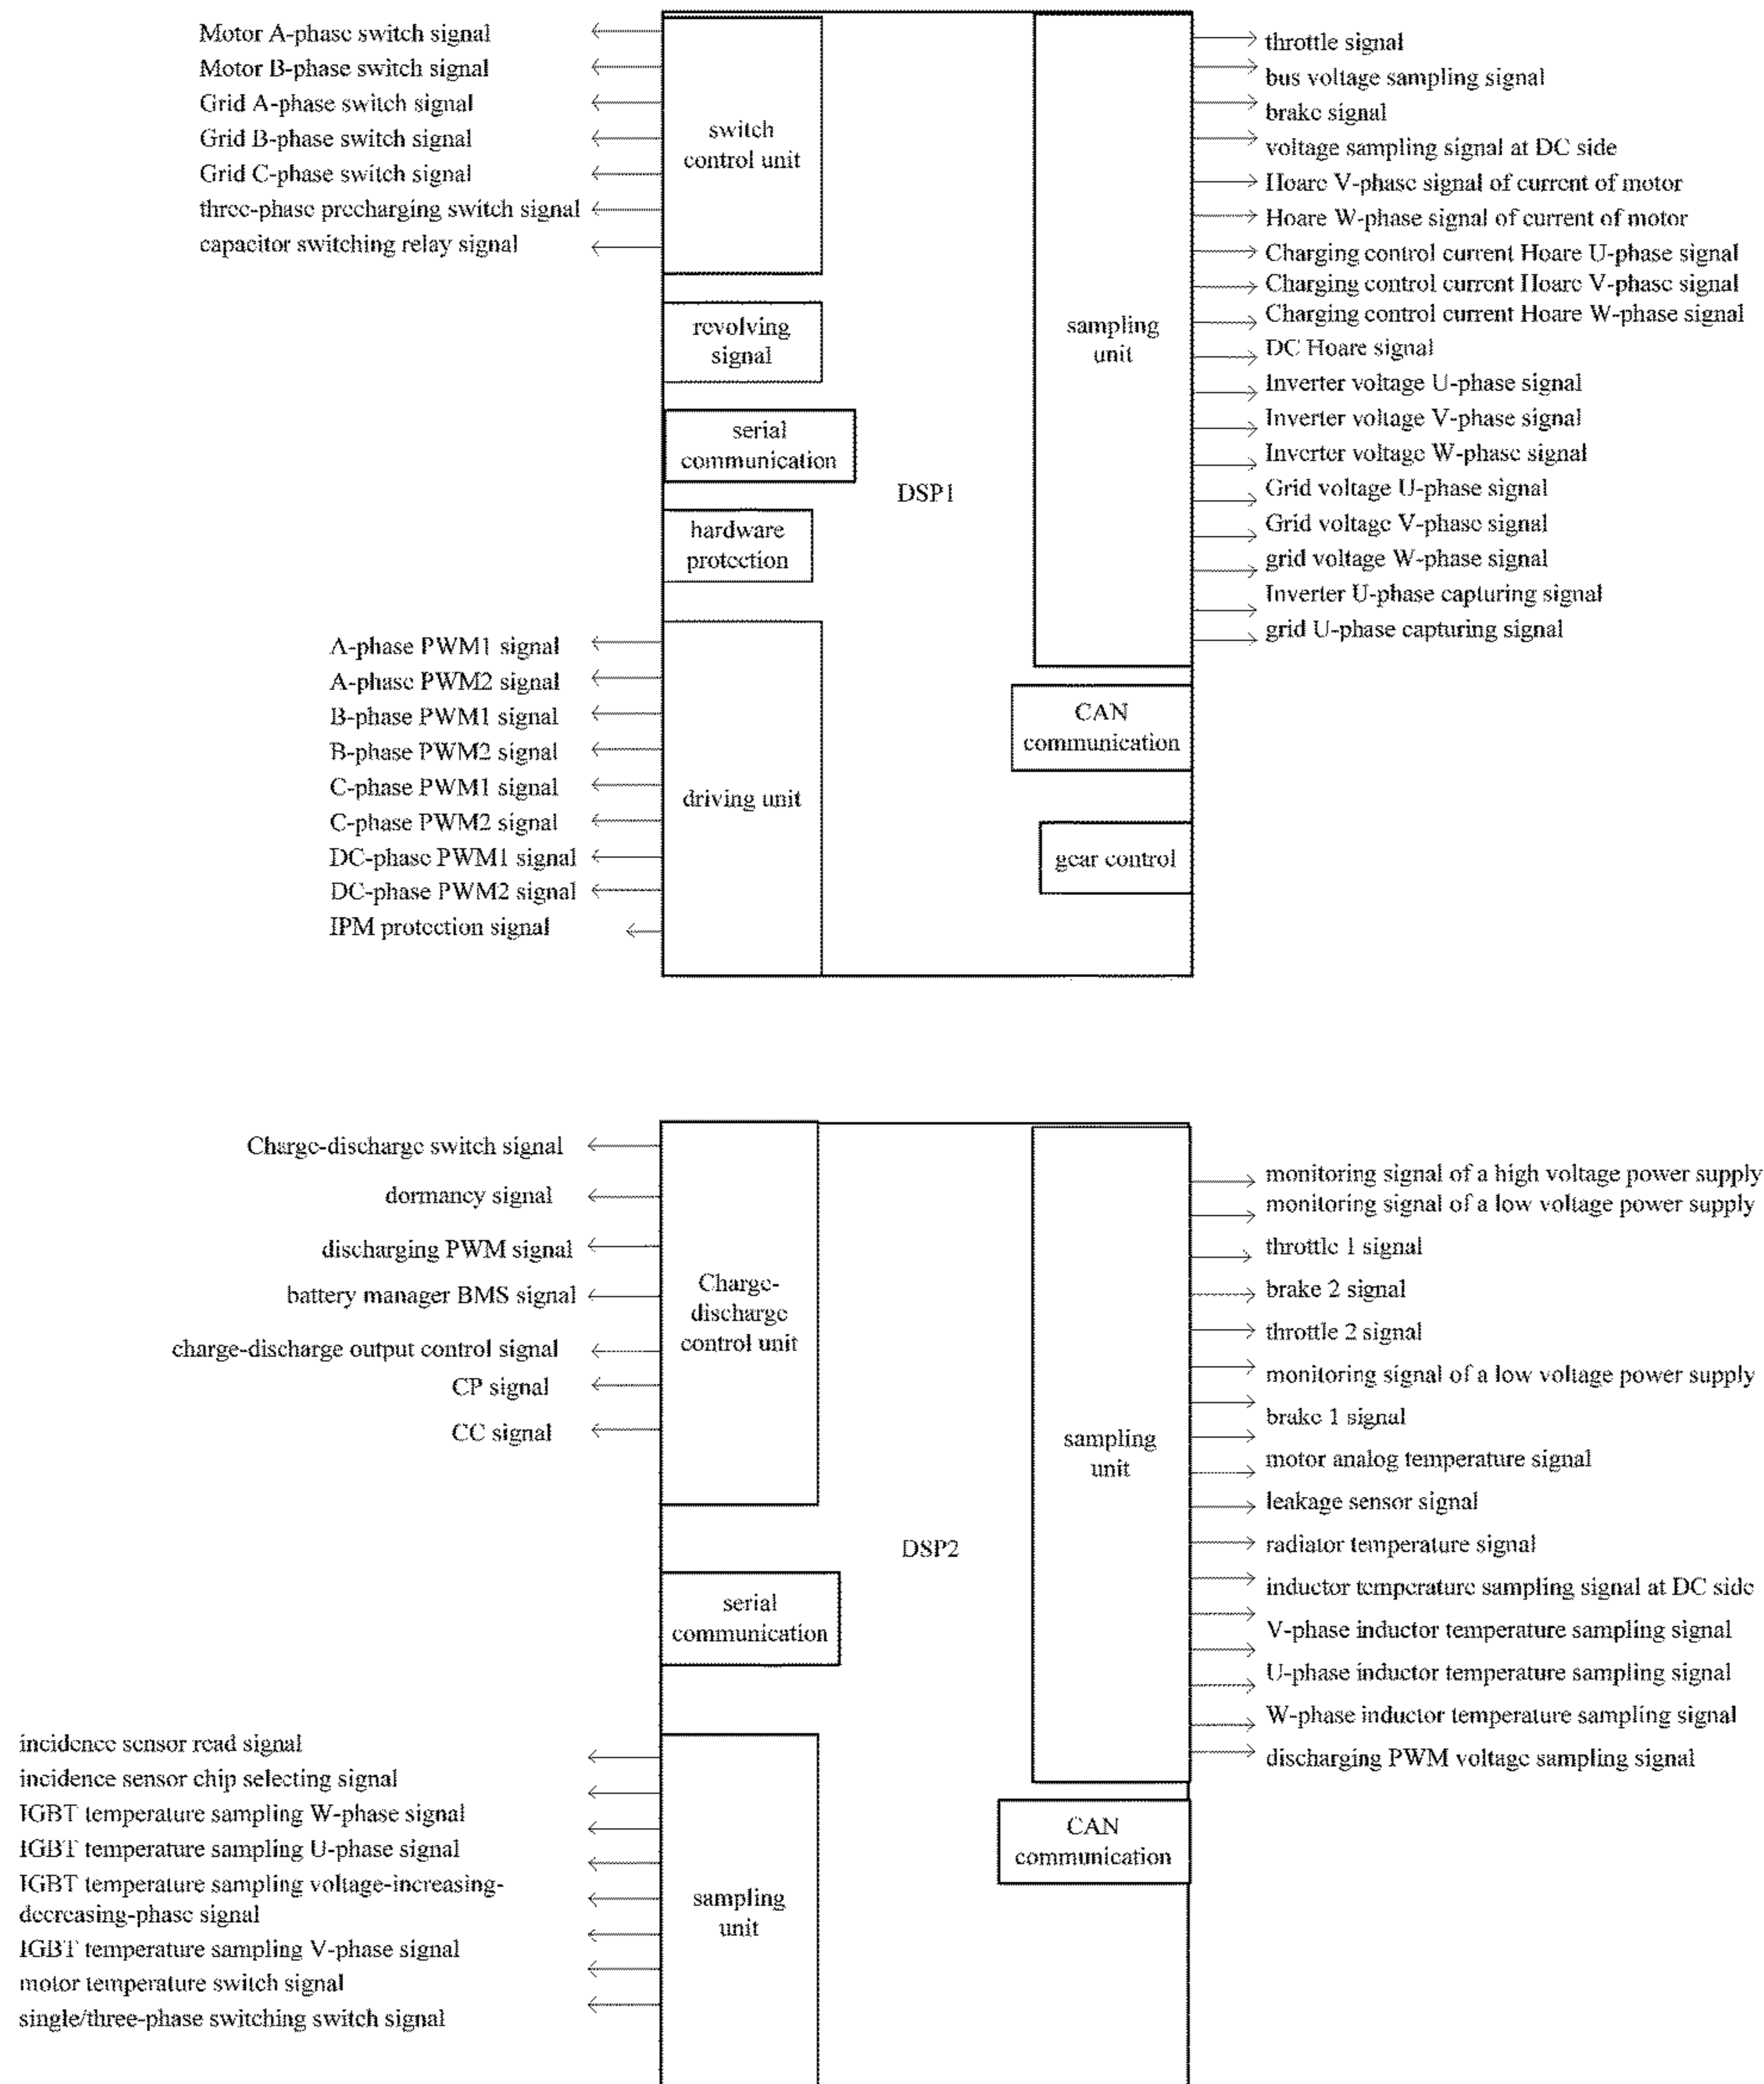 Motor A-phase switch signal
Motor B-phase switch signal
Grid A-phase switch signal
Grid B-phase switch signal
Grid C-phase switch signal
three-phase precharging switch signal
capacitor switching relay signal
switch
control unit
revolving
signal
serial
communication
hardware
protection
A-phase PWM1 signal
A-phase PWM2 signal
B-phase PWM1 signal
B-phase PWM2 signal
C-phase PWM1 signal
C-phase PWM2 signal
DC-phase PWM1 signal
DC-phase PWM2 signal
IPM protection signal
driving unit
DSP1
sampling
unit
CAN
communication
gear control
throttle signal
bus voltage sampling signal
brake signal
voltage sampling signal at DC side
Hoare V-phase signal of current of motor
Hoare W-phase signal of current of motor
Charging control current Hoare U-phase signal
Charging control current Hoare V-phase signal
Charging control current Hoare W-phase signal
DC Hoare signal
Inverter voltage U-phase signal
Inverter voltage V-phase signal
Inverter voltage W-phase signal
Grid voltage U-phase signal
Grid voltage V-phase signal
grid voltage W-phase signal
Inverter U-phase capturing signal
grid U-phase capturing signal
Charge-discharge switch signal
dormancy signal
discharging PWM signal
battery manager BMS signal
charge-discharge output control signal
CP signal
CC signal
Charge-
discharge
control unit
serial
communication
incidence sensor read signal
incidence sensor chip selecting signal
IGBT temperature sampling W-phase signal
IGBT temperature sampling U-phase signal
IGBT temperature sampling voltage-increasing-
decreasing-phase signal
IGBT temperature sampling V-phase signal
motor temperature switch signal
single/three-phase switching switch signal
sampling
unit
DSP2
sampling
unit
CAN
communication
monitoring signal of a high voltage power supply
monitoring signal of a low voltage power supply
throttle 1 signal
brake 2 signal
throttle 2 signal
monitoring signal of a low voltage power supply
brake 1 signal
motor analog temperature signal
leakage sensor signal
radiator temperature signal
inductor temperature sampling signal at DC side
V-phase inductor temperature sampling signal
U-phase inductor temperature sampling signal
W-phase inductor temperature sampling signal
discharging PWM voltage sampling signal